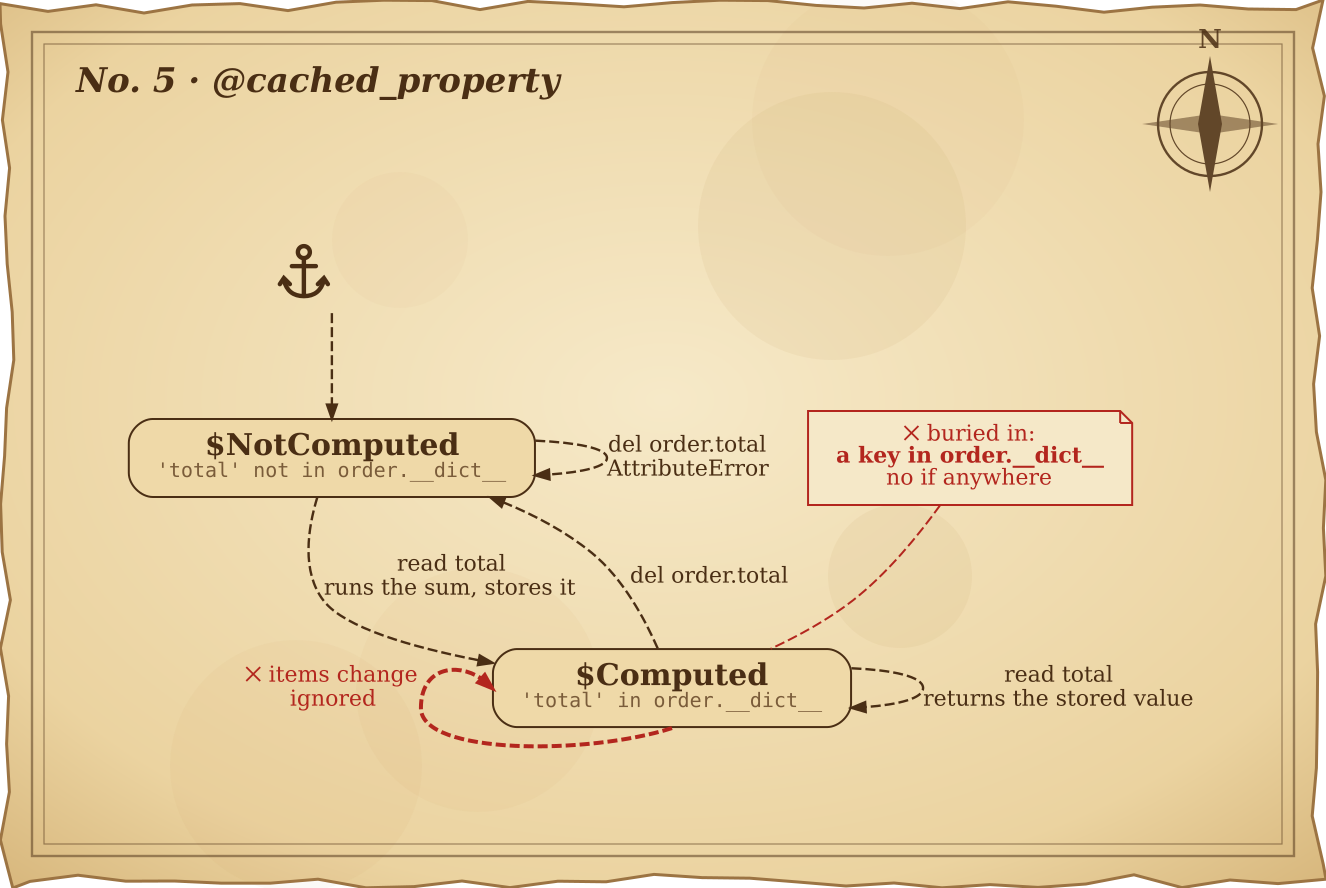 N
No. 5 · @cached_property
$NotComputed
'total' not in order.__dict__
del order.total
AttributeError
× buried in:
a key in order.__dict__
no if anywhere
read total
runs the sum, stores it
del order.total
× items change
ignored
$Computed
'total' in order.__dict__
read total
returns the stored value